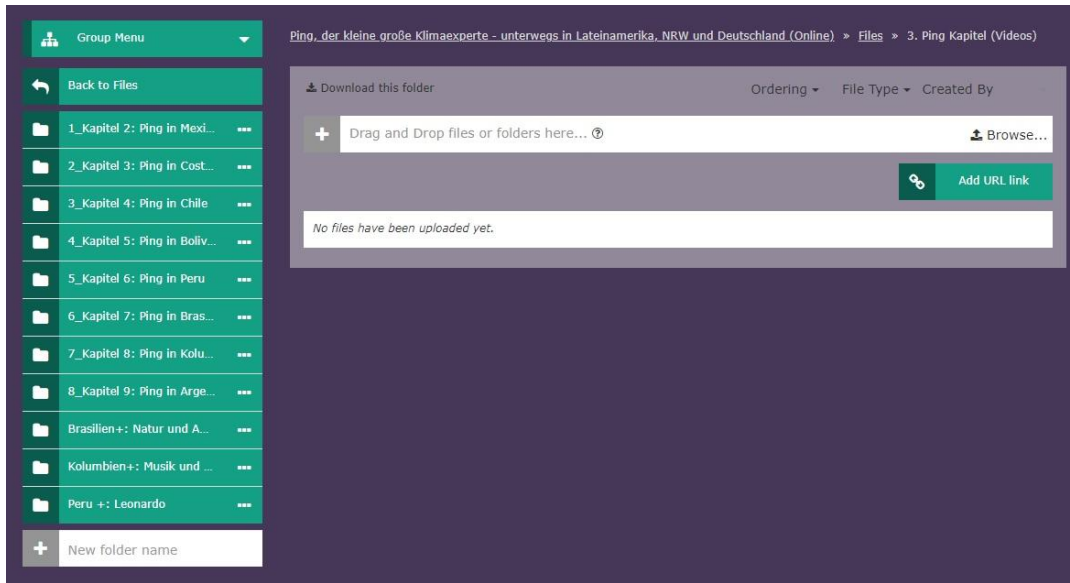 Group Menu
Back to Files
1_Kapitel 2: Ping in Mexi...
2_Kapitel 3: Ping in Cost...
3_Kapitel 4: Ping in Chile
4_Kapitel 5: Ping in Boliv...
5_Kapitel 6: Ping in Peru
6_Kapitel 7: Ping in Bras...
7_Kapitel 8: Ping in Kolu...
8_Kapitel 9: Ping in Arge...
Brasilien+: Natur und A...
Kolumbien+: Musik und ...
Peru +: Leonardo
New folder name
Ping, der kleine große Klimaexperte - unterwegs in Lateinamerika, NRW und Deutschland (Online) » Files » 3. Ping Kapitel (Videos)
Download this folder Ordering File Type Created By
Drag and Drop files or folders here... Browse...
Add URL link
No files have been uploaded yet.